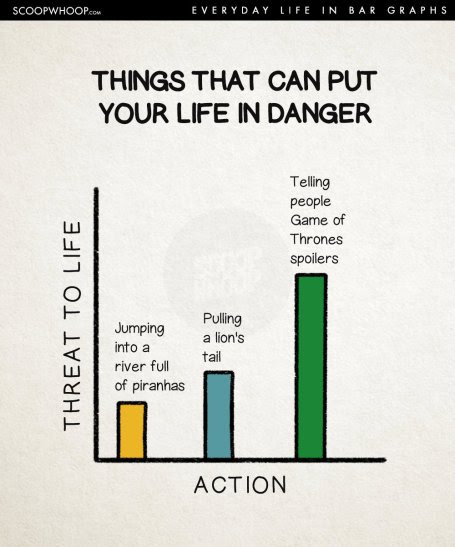 SCOOPWHOOP.COM
EVERYDAY LIFE IN BAR GRAPHS
THINGS THAT CAN PUT
YOUR LIFE IN DANGER
THREAT TO LIFE
Jumping
into a
river full
of piranhas
Pulling
a lion's
tail
Telling
people
Game of
Thrones
spoilers
ACTION